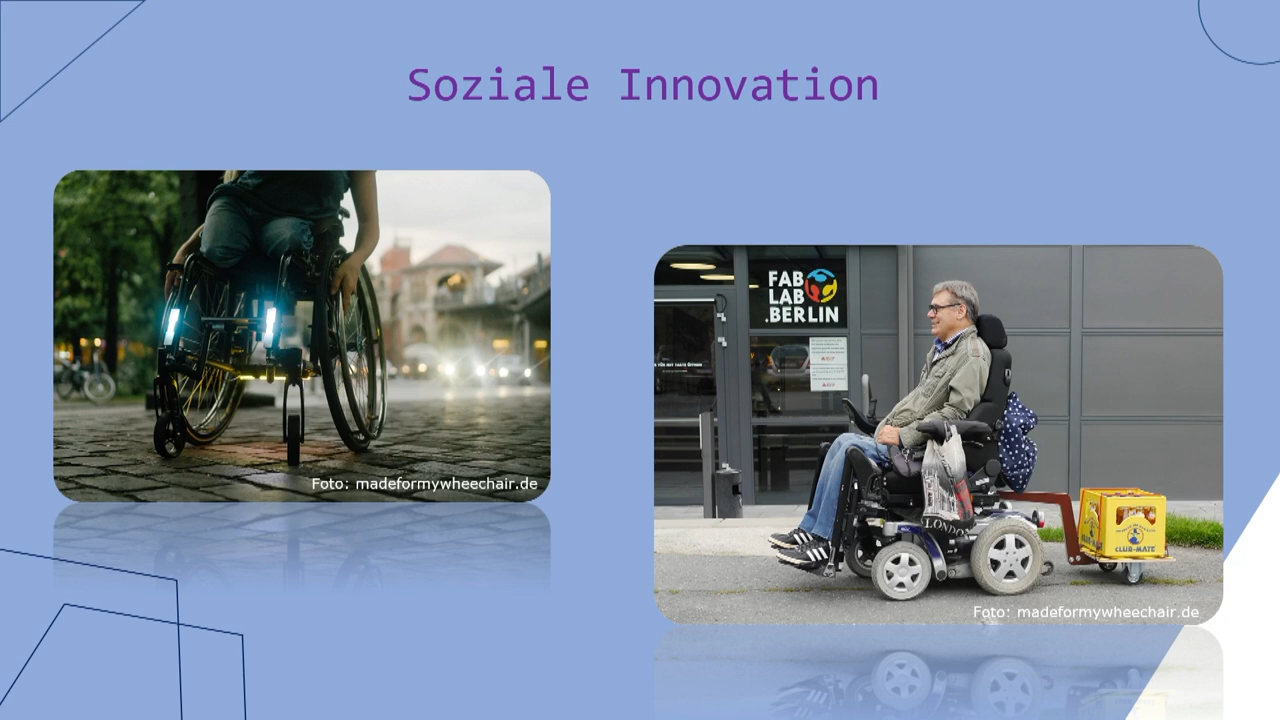 Soziale Innovation
Foto: madeformywheechair.de
FAB
LAB
.BERLIN
LONDON
CLUB-MATE
Foto: madeformywheechair.de